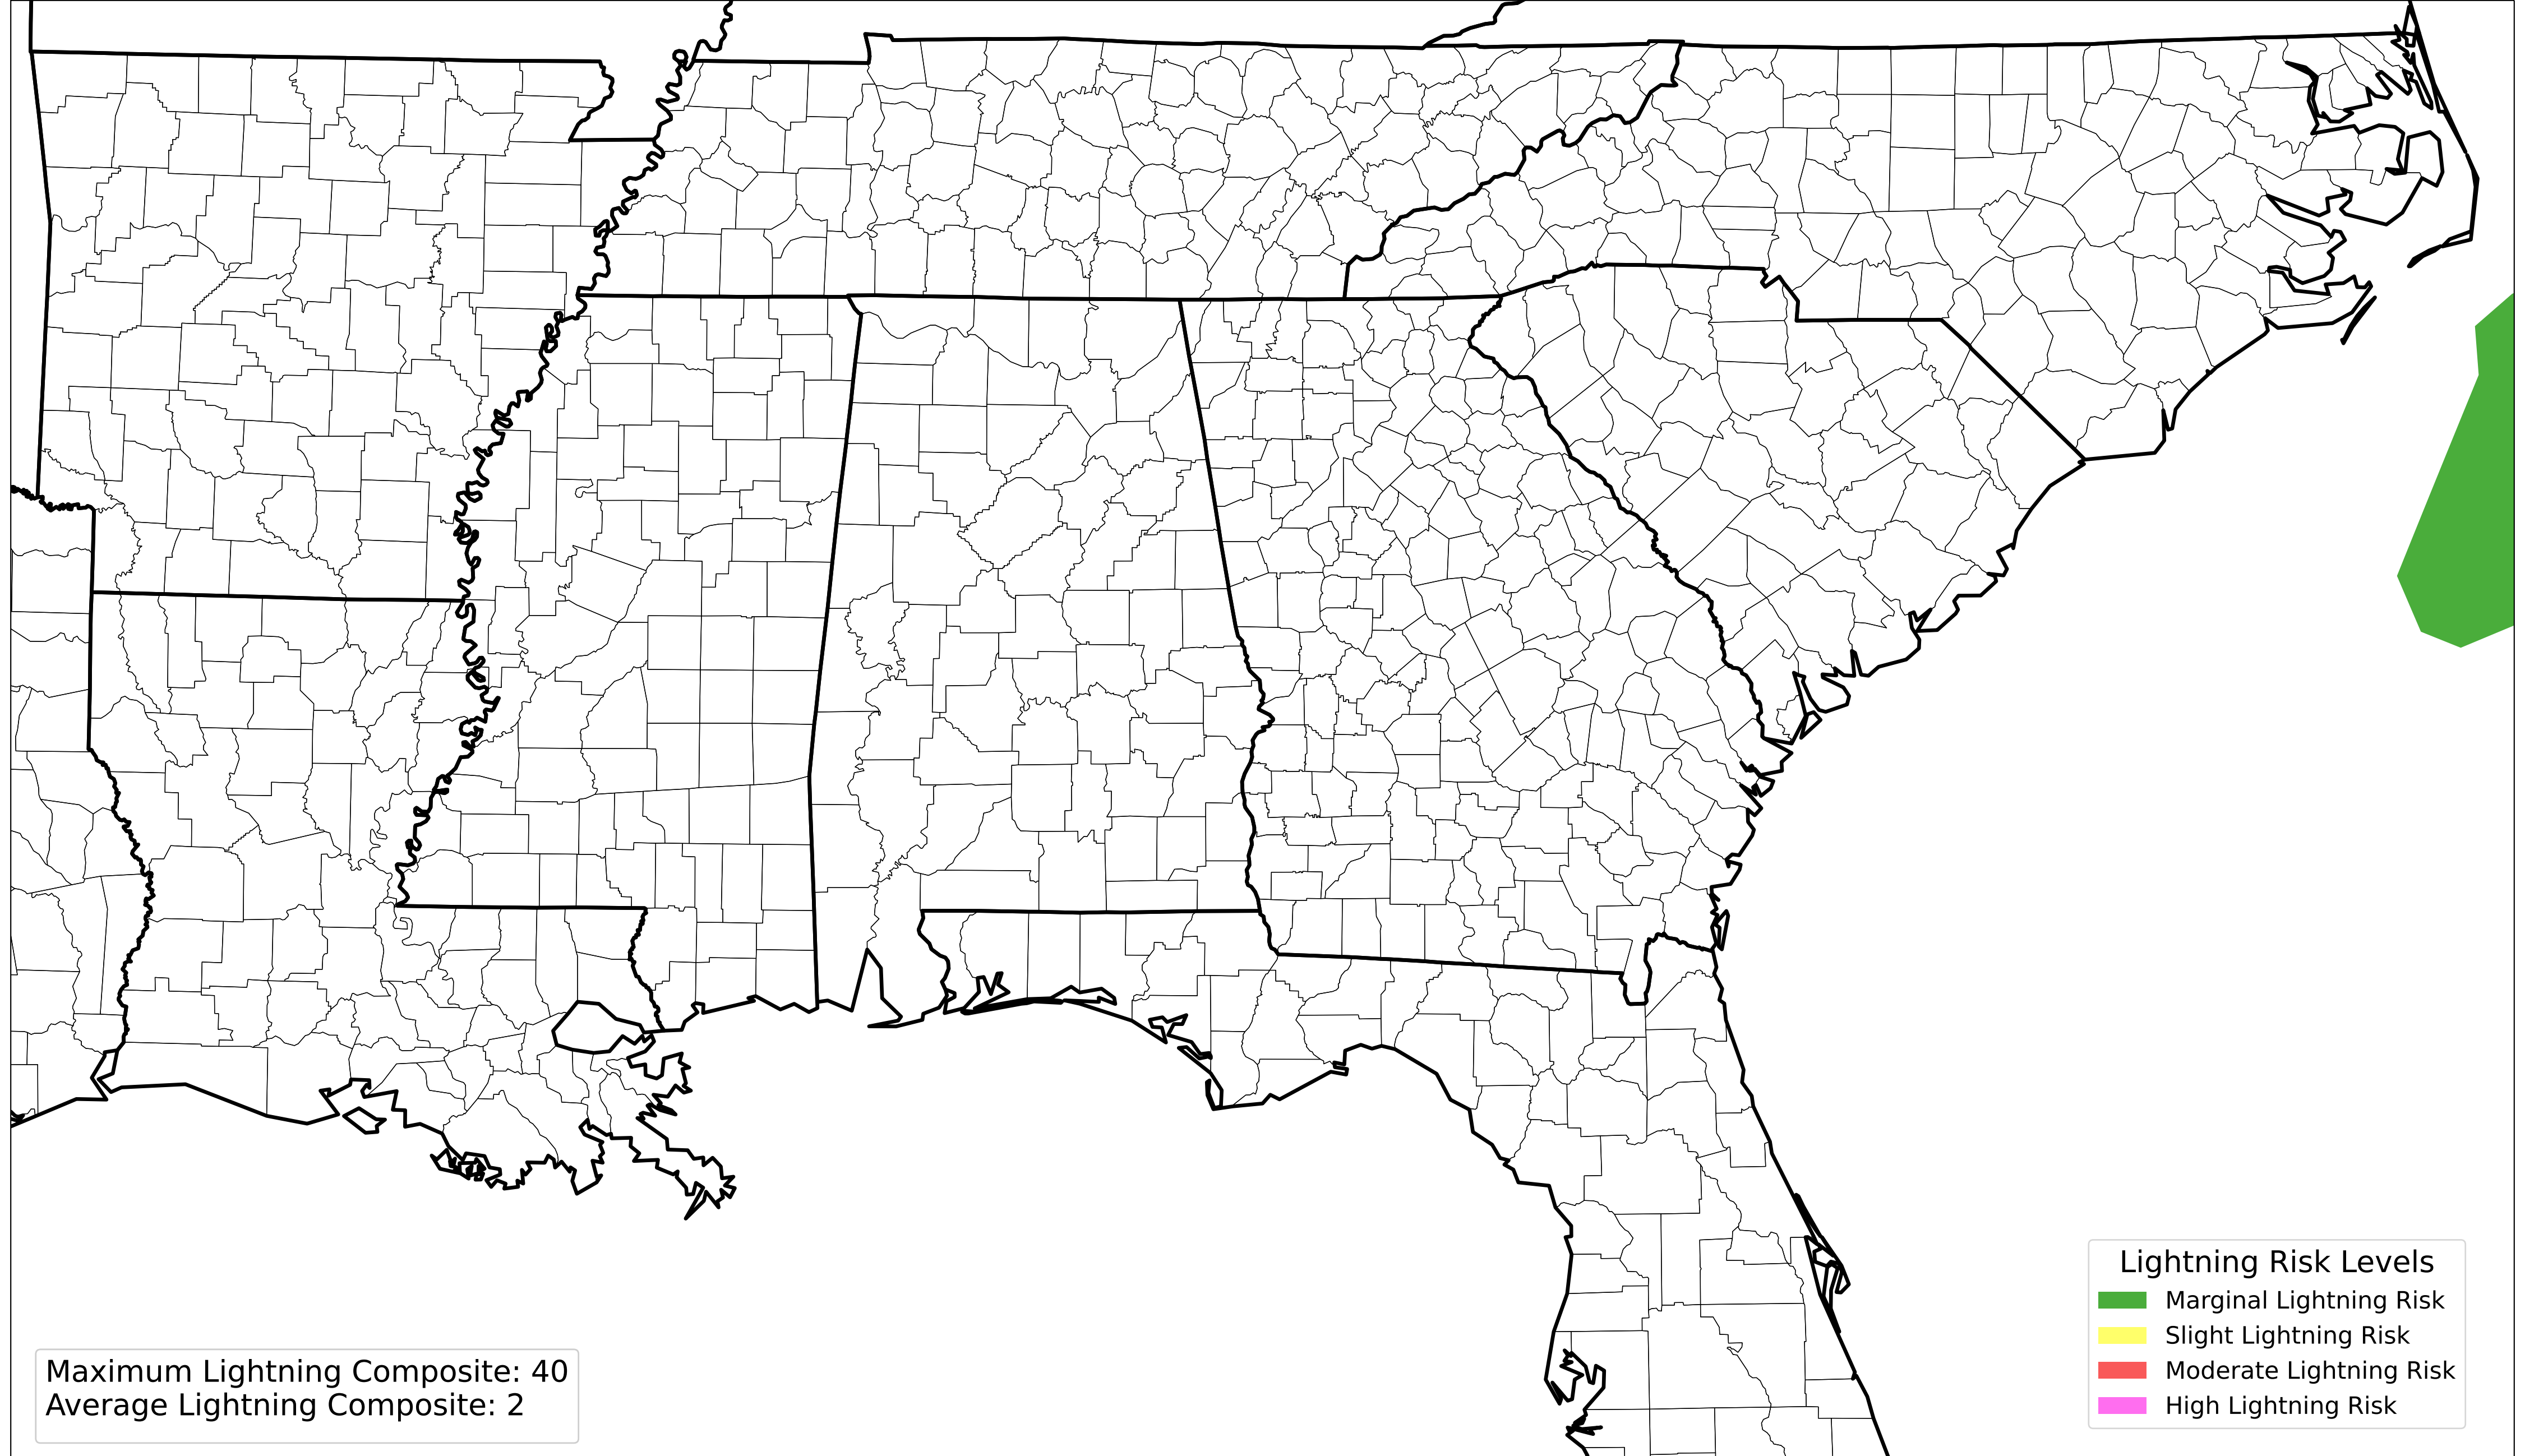 Maximum Lightning Composite: 40
Average Lightning Composite: 2
Lightning Risk Levels
Marginal Lightning Risk
Slight Lightning Risk
Moderate Lightning Risk
High Lightning Risk